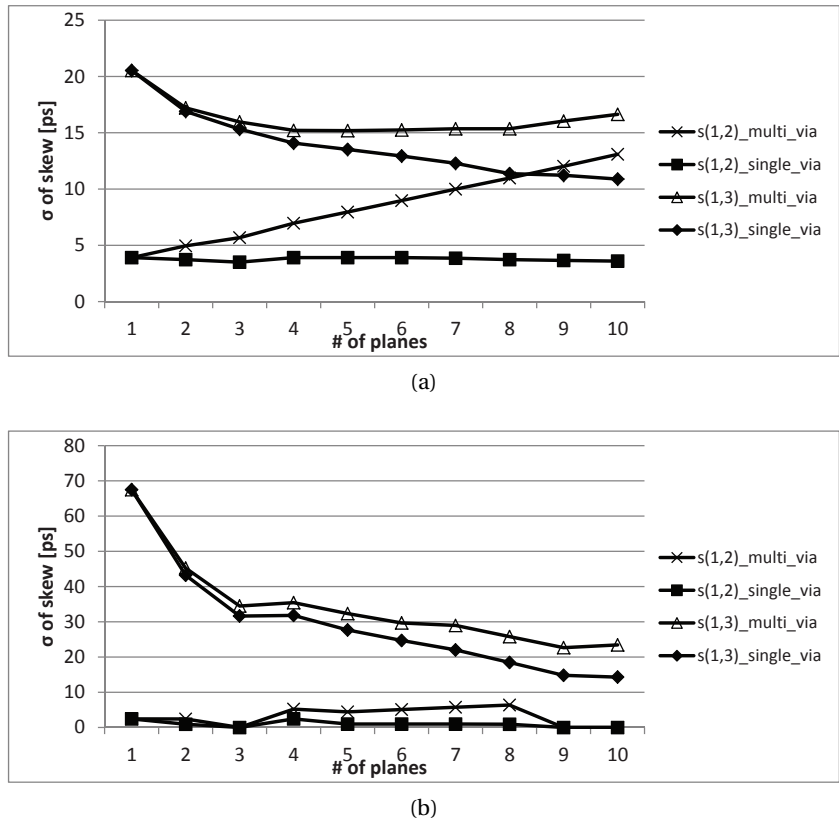 25
20
15
10
5
0
σ of skew [ps]
1 2 3 4 5 6 7 8 9 10
# of planes
s(1,2)_multi_via
s(1,2)_single_via
s(1,3)_multi_via
s(1,3)_single_via
(a)
80
70
60
50
40
30
20
10
0
σ of skew [ps]
1 2 3 4 5 6 7 8 9 10
# of planes
s(1,2)_multi_via
s(1,2)_single_via
s(1,3)_multi_via
s(1,3)_single_via
(b)